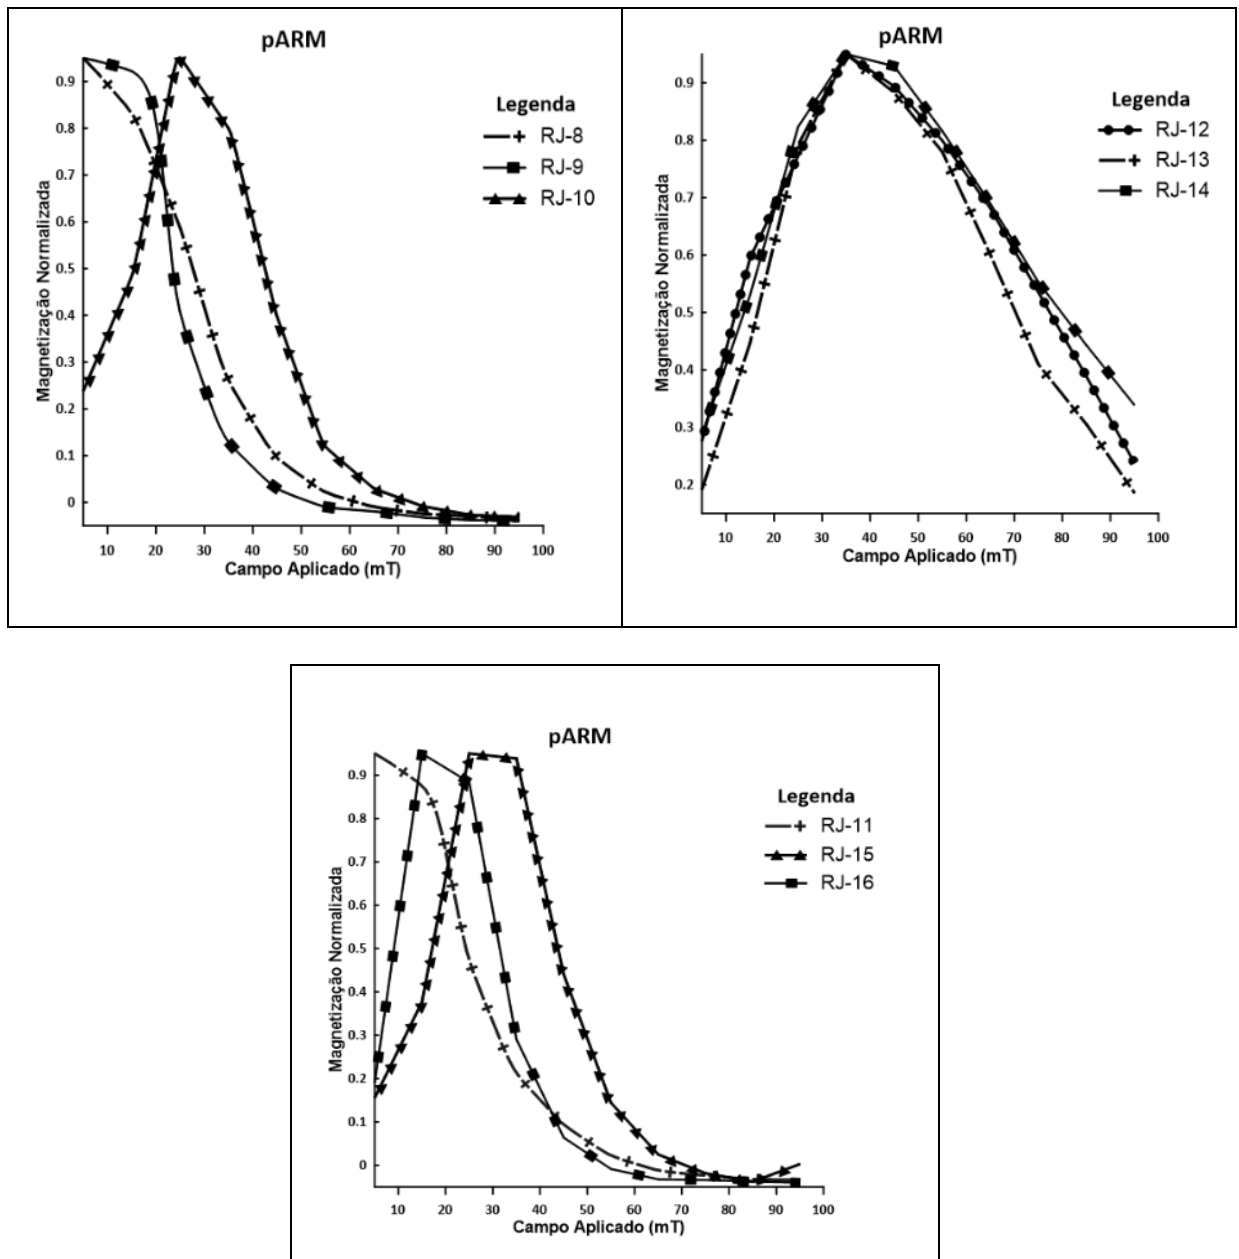 pARM
Legenda
RJ-8
RJ-9
RJ-10
Magnetização Normalizada
0.9
0.8
0.7
0.6
0.5
0.4
0.3
0.2
0.1
0
10 20 30 40 50 60 70 80 90 100
Campo Aplicado (mT)
pARM
Legenda
RJ-12
RJ-13
RJ-14
Magnetização Normalizada
0.9
0.8
0.7
0.6
0.5
0.4
0.3
0.2
10 20 30 40 50 60 70 80 90 100
Campo Aplicado (mT)
pARM
Legenda
RJ-11
RJ-15
RJ-16
Magnetização Normalizada
0.9
0.8
0.7
0.6
0.5
0.4
0.3
0.2
0.1
0
10 20 30 40 50 60 70 80 90 100
Campo Aplicado (mT)